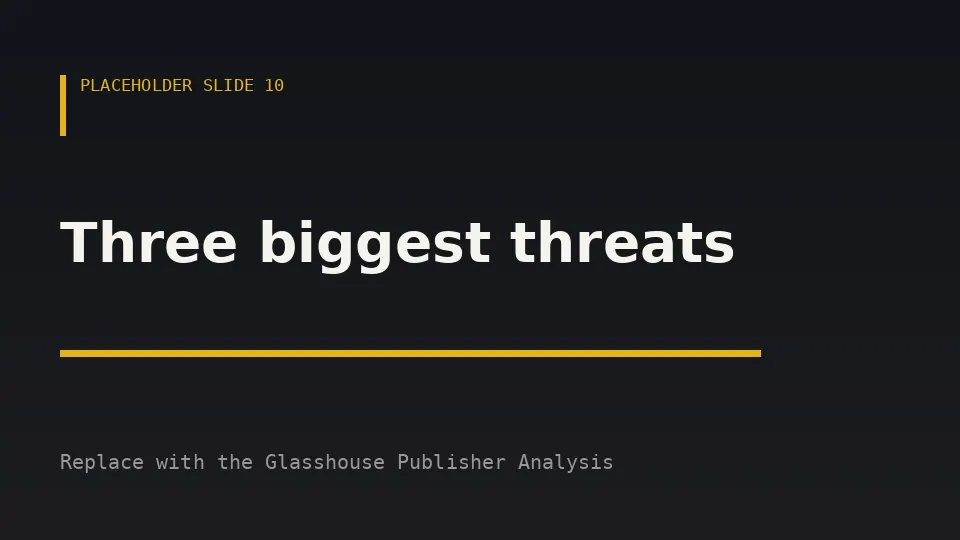 PLACEHOLDER SLIDE 10
Three biggest threats
Replace with the Glasshouse Publisher Analysis